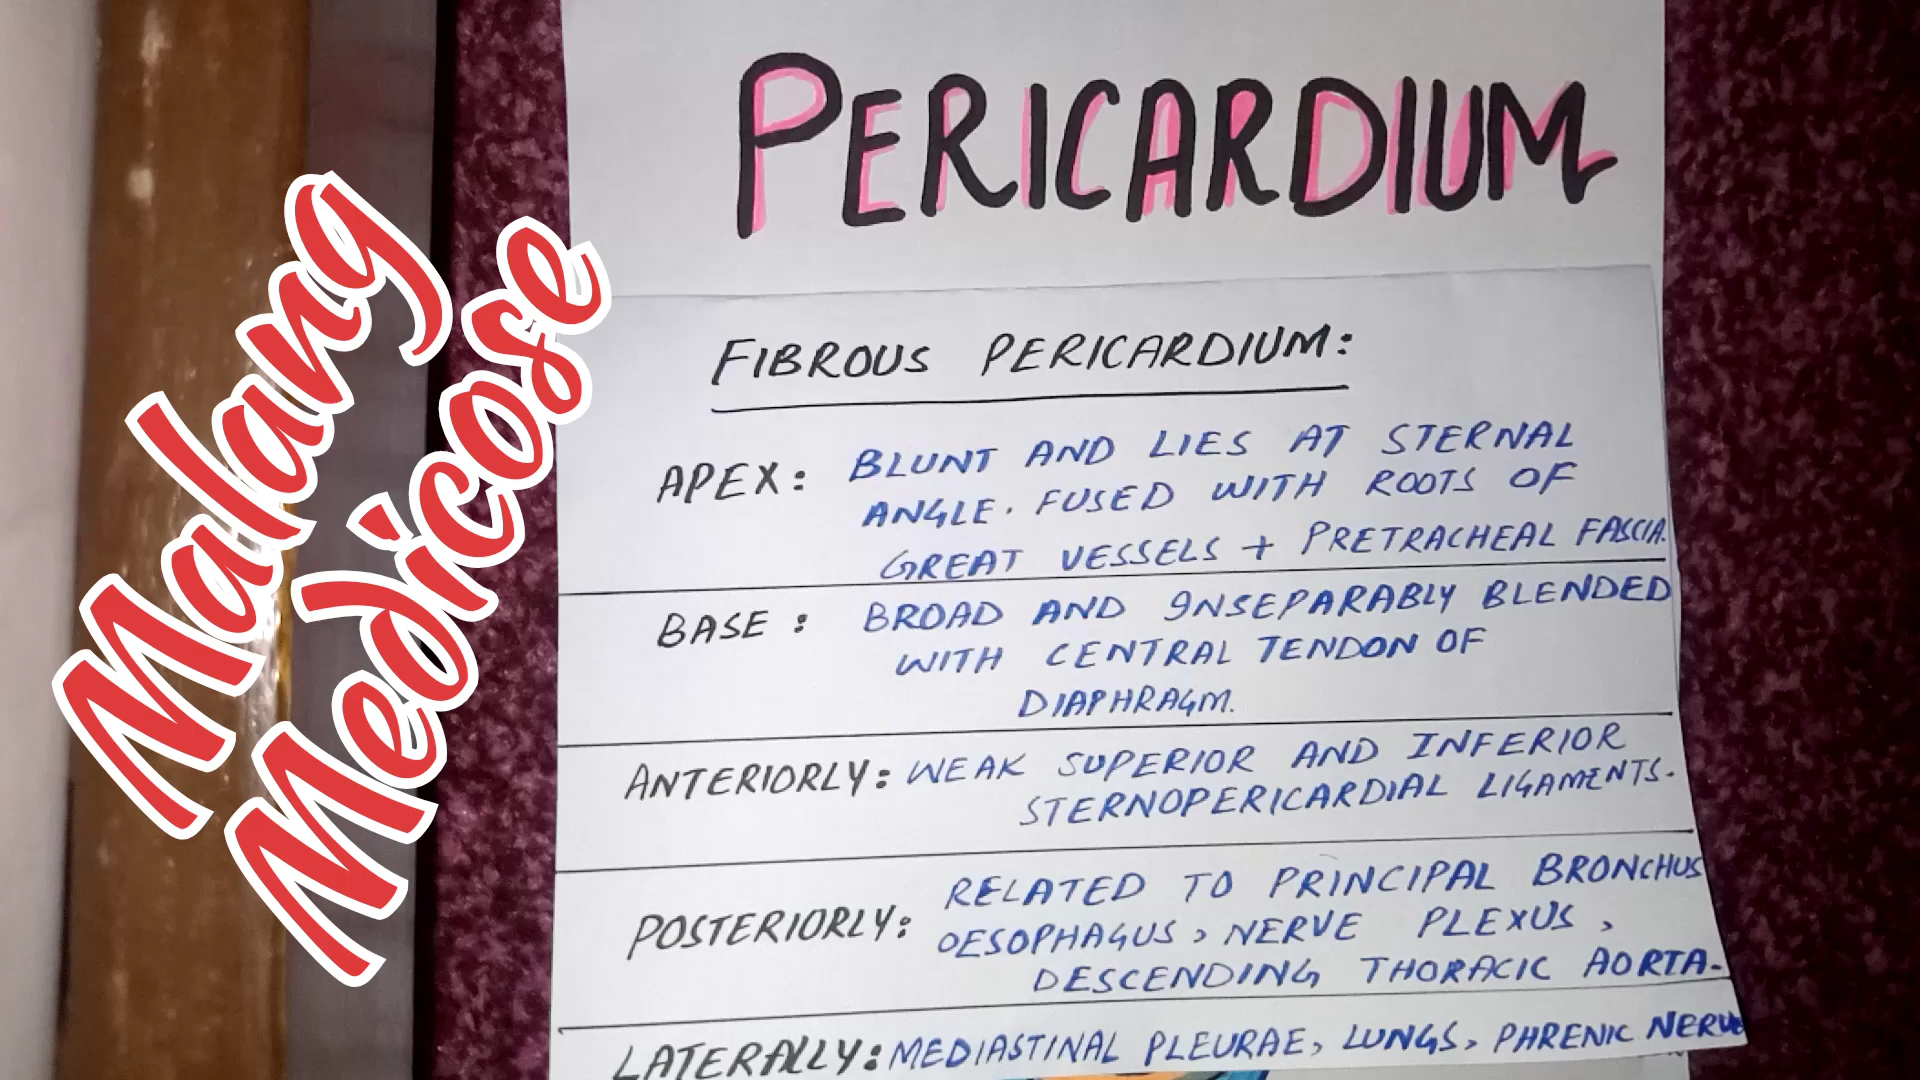 PERICARDIUM
FIBROUS PERICARDIUM:
APEX: BLUNT AND LIES AT STERNAL
ANGLE. FUSED WITH ROOTS OF
GREAT VESSELS + PRETRACHEAL FASCIA.
BASE: BROAD AND INSEPARABLY BLENDED
WITH CENTRAL TENDON OF
DIAPHRAGM.
ANTERIORLY: WEAK SUPERIOR AND INFERIOR
STERNOPERICARDIAL LIGAMENTS.
POSTERIORLY: RELATED TO PRINCIPAL BRONCHUS
OESOPHAGUS, NERVE PLEXUS,
DESCENDING THORACIC AORTA.
LATERALLY: MEDIASTINAL PLEURAE, LUNGS, PHRENIC NERVE
Malang
Medicose